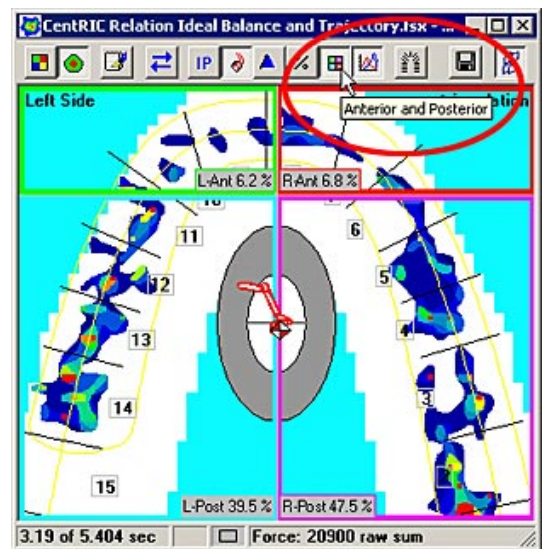 CentRIC Relation Ideal Balance and Trajectory.fsx - ...
IP
%
Anterior and Posterior
Left Side
L-Ant 6.2 %
R-Ant 6.8 %
11
6
12
5
13
4
14
3
15
L-Post 39.5 %
R-Post 47.5 %
3.19 of 5.404 sec
Force: 20900 raw sum